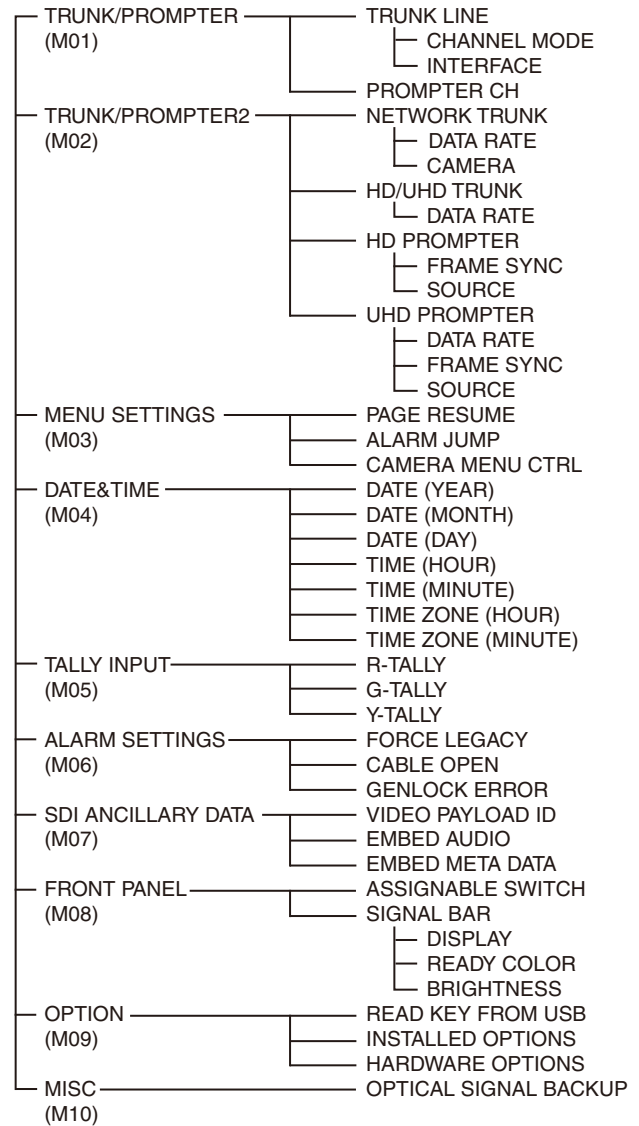 TRUNK/PROMPTER
(M01)
TRUNK LINE
CHANNEL MODE
INTERFACE
PROMPTER CH
TRUNK/PROMPTER2
(M02)
NETWORK TRUNK
DATA RATE
CAMERA
HD/UHD TRUNK
DATA RATE
HD PROMPTER
FRAME SYNC
SOURCE
UHD PROMPTER
DATA RATE
FRAME SYNC
SOURCE
MENU SETTINGS
(M03)
PAGE RESUME
ALARM JUMP
CAMERA MENU CTRL
DATE&TIME
(M04)
DATE (YEAR)
DATE (MONTH)
DATE (DAY)
TIME (HOUR)
TIME (MINUTE)
TIME ZONE (HOUR)
TIME ZONE (MINUTE)
TALLY INPUT
(M05)
R-TALLY
G-TALLY
Y-TALLY
ALARM SETTINGS
(M06)
FORCE LEGACY
CABLE OPEN
GENLOCK ERROR
SDI ANCILLARY DATA
(M07)
VIDEO PAYLOAD ID
EMBED AUDIO
EMBED META DATA
FRONT PANEL
(M08)
ASSIGNABLE SWITCH
SIGNAL BAR
DISPLAY
READY COLOR
BRIGHTNESS
OPTION
(M09)
READ KEY FROM USB
INSTALLED OPTIONS
HARDWARE OPTIONS
MISC
(M10)
OPTICAL SIGNAL BACKUP